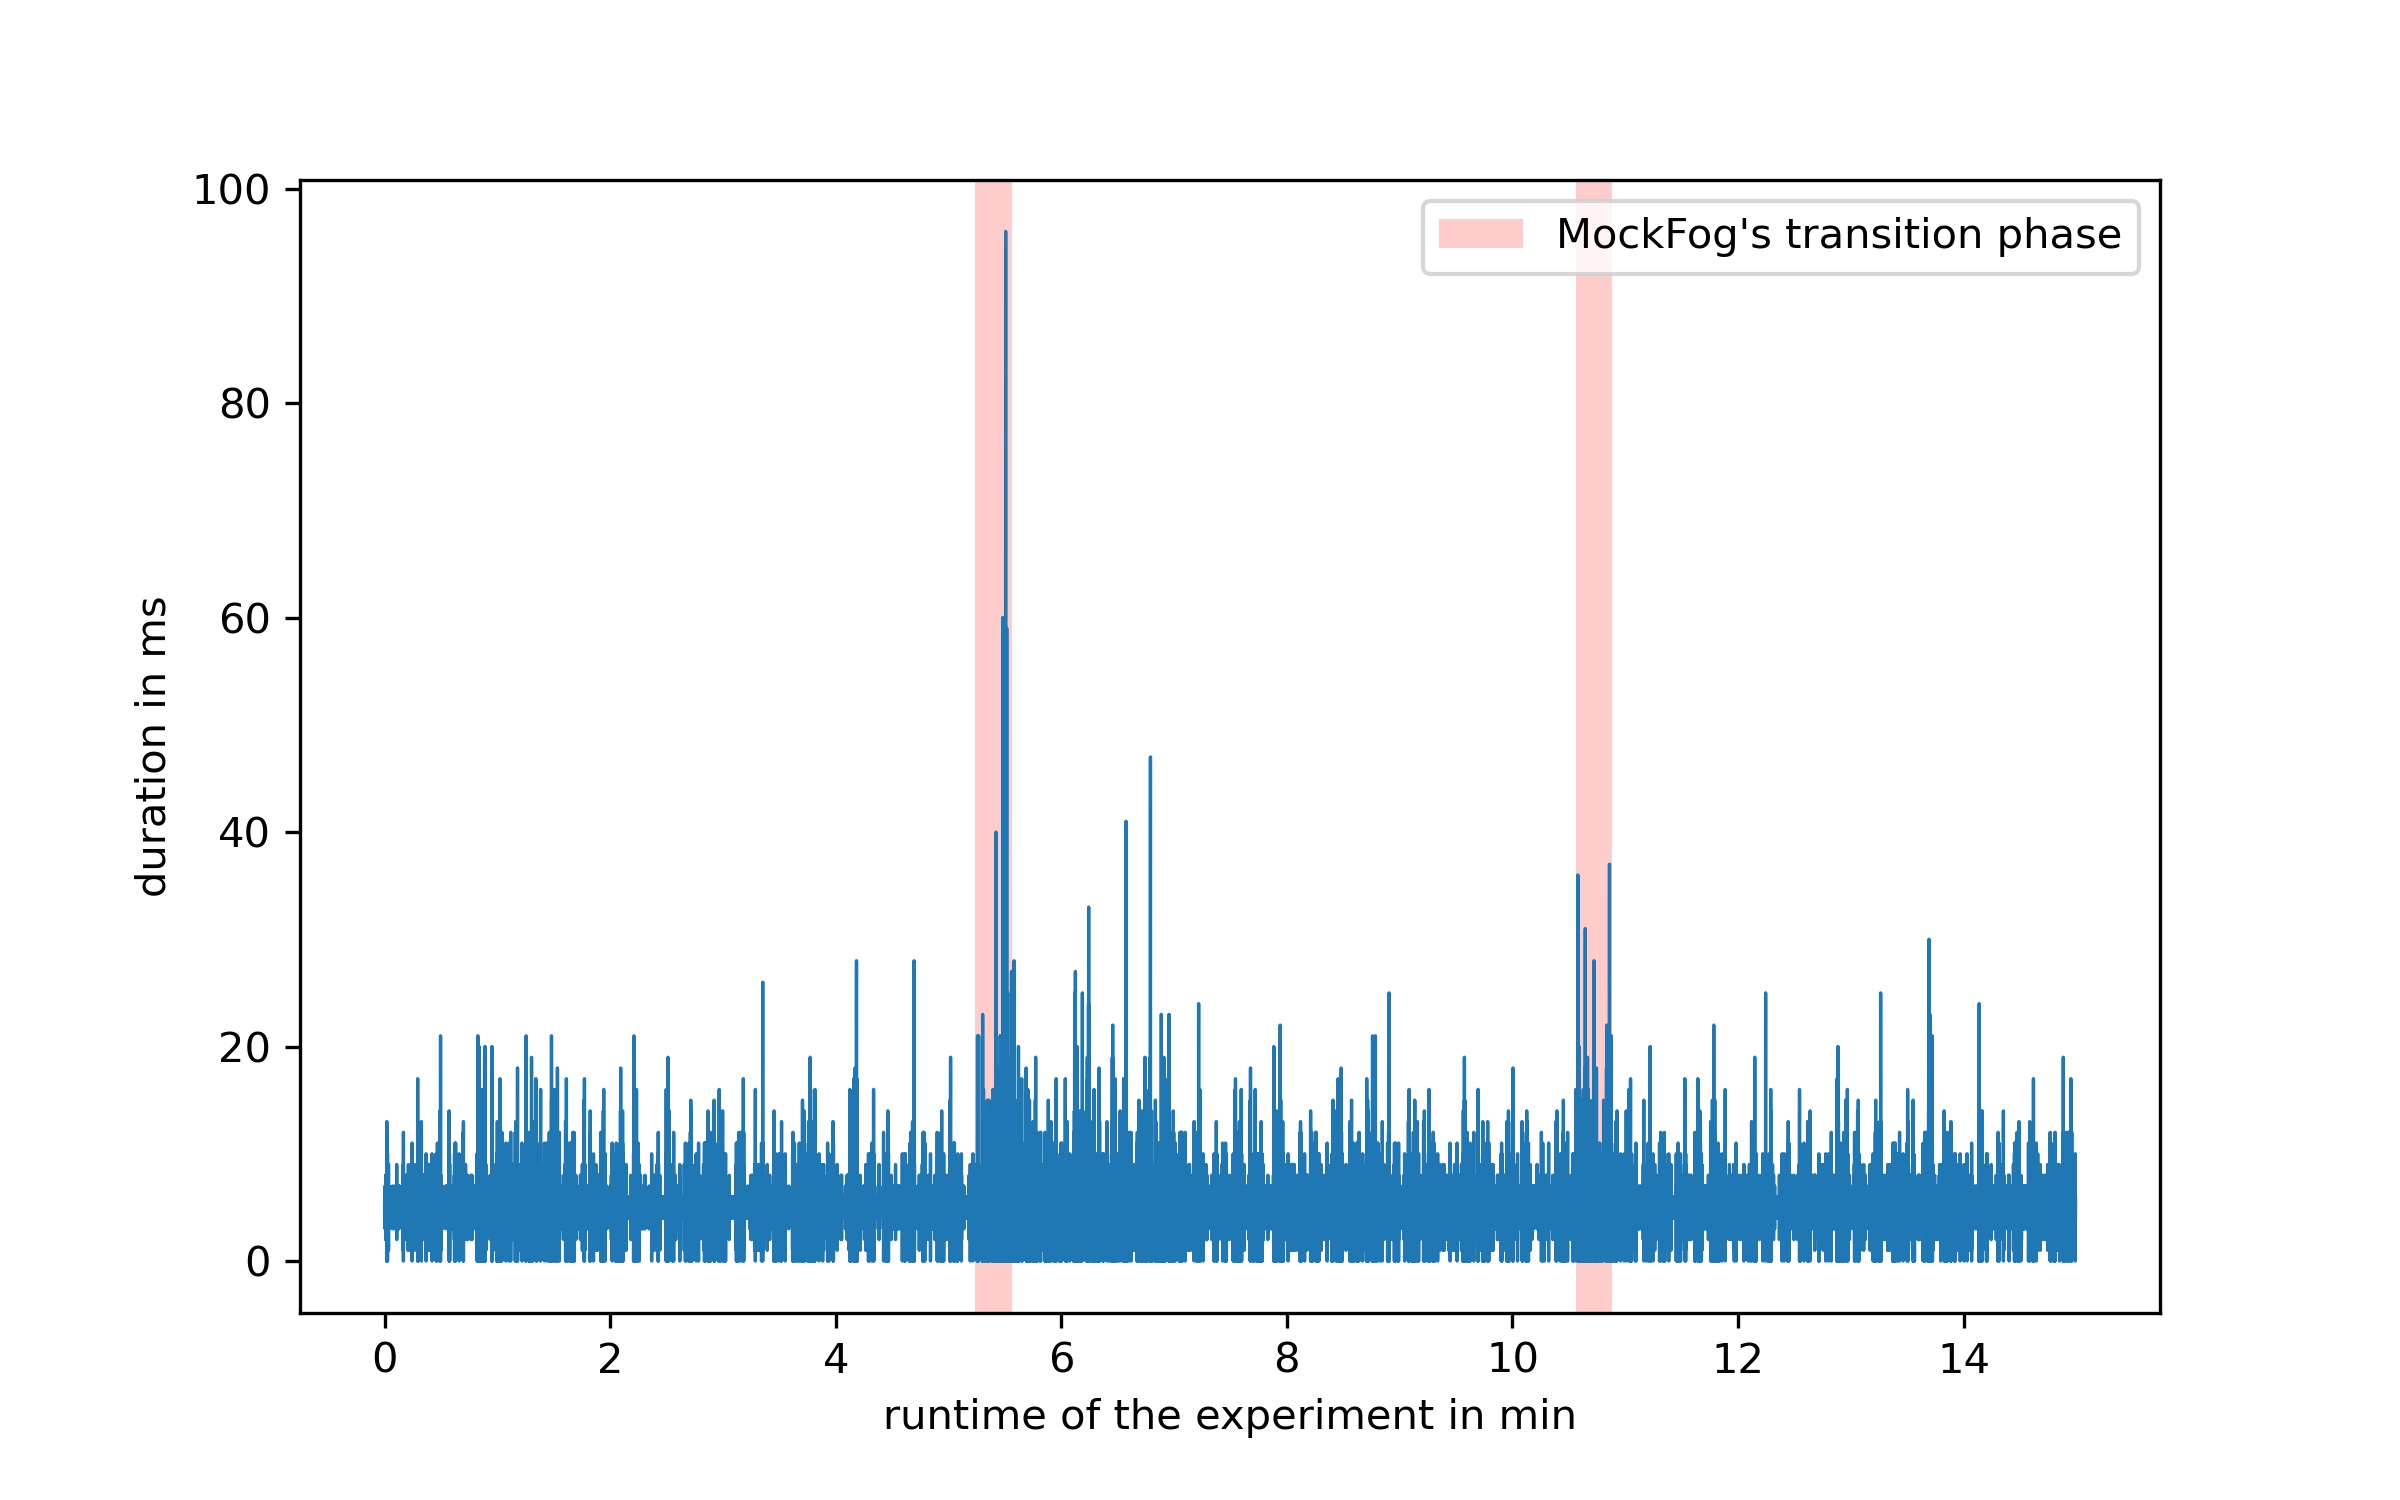 MockFog's transition phase
100
80
60
40
20
0
duration in ms
0 2 4 6 8 10 12 14
runtime of the experiment in min